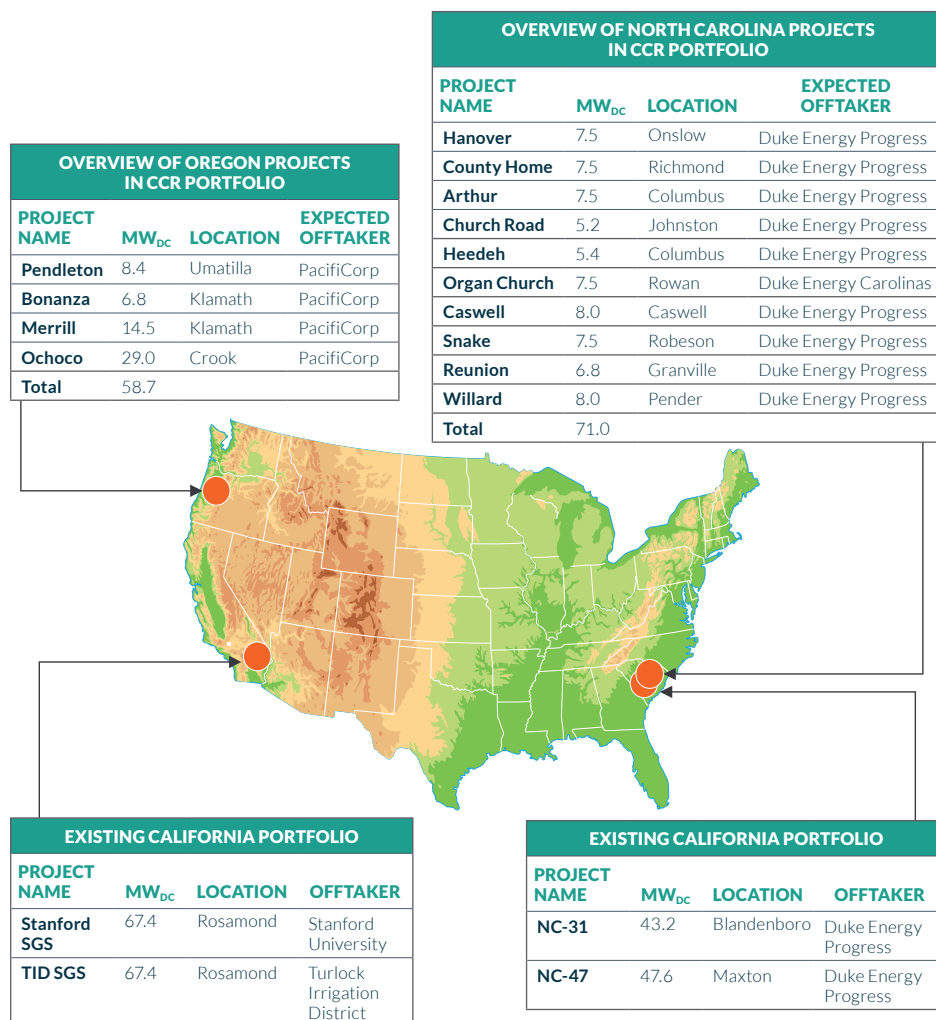 OVERVIEW OF NORTH CAROLINA PROJECTS
IN CCR PORTFOLIO
PROJECT NAME MWDC LOCATION EXPECTED OFFTAKER
Hanover 7.5 Onslow Duke Energy Progress
County Home 7.5 Richmond Duke Energy Progress
Arthur 7.5 Columbus Duke Energy Progress
Church Road 5.2 Johnston Duke Energy Progress
Heedeh 5.4 Columbus Duke Energy Progress
Organ Church 7.5 Rowan Duke Energy Carolinas
Caswell 8.0 Caswell Duke Energy Progress
Snake 7.5 Robeson Duke Energy Progress
Reunion 6.8 Granville Duke Energy Progress
Willard 8.0 Pender Duke Energy Progress
Total 71.0
OVERVIEW OF OREGON PROJECTS
IN CCR PORTFOLIO
PROJECT NAME MWDC LOCATION EXPECTED OFFTAKER
Pendleton 8.4 Umatilla PacifiCorp
Bonanza 6.8 Klamath PacifiCorp
Merrill 14.5 Klamath PacifiCorp
Ochoco 29.0 Crook PacifiCorp
Total 58.7
EXISTING CALIFORNIA PORTFOLIO
PROJECT NAME MWDC LOCATION OFFTAKER
Stanford SGS 67.4 Rosamond Stanford University
TID SGS 67.4 Rosamond Turlock Irrigation District
EXISTING CALIFORNIA PORTFOLIO
PROJECT NAME MWDC LOCATION OFFTAKER
NC-31 43.2 Blandenboro Duke Energy Progress
NC-47 47.6 Maxton Duke Energy Progress